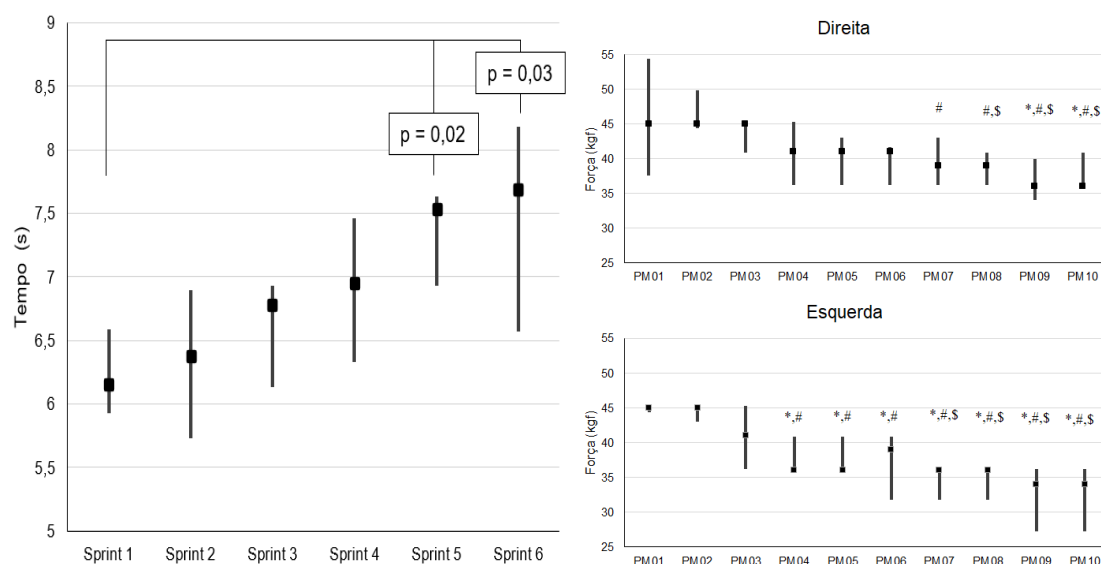 9
8,5
8
7,5
7
6,5
6
5,5
5
Tempo (s)
p = 0,03
p = 0,02
Sprint 1 Sprint 2 Sprint 3 Sprint 4 Sprint 5 Sprint 6
Direita
55
50
45
40
35
30
25
Força (kgf)
# #,$ *,#,$ *,#,$
PM01 PM02 PM03 PM04 PM05 PM06 PM07 PM08 PM09 PM10
Esquerda
55
50
45
40
35
30
25
Força (kgf)
*,# *,# *,# *,#,$ *,#,$ *,#,$ *,#,$
PM01 PM02 PM03 PM04 PM05 PM06 PM07 PM08 PM09 PM10